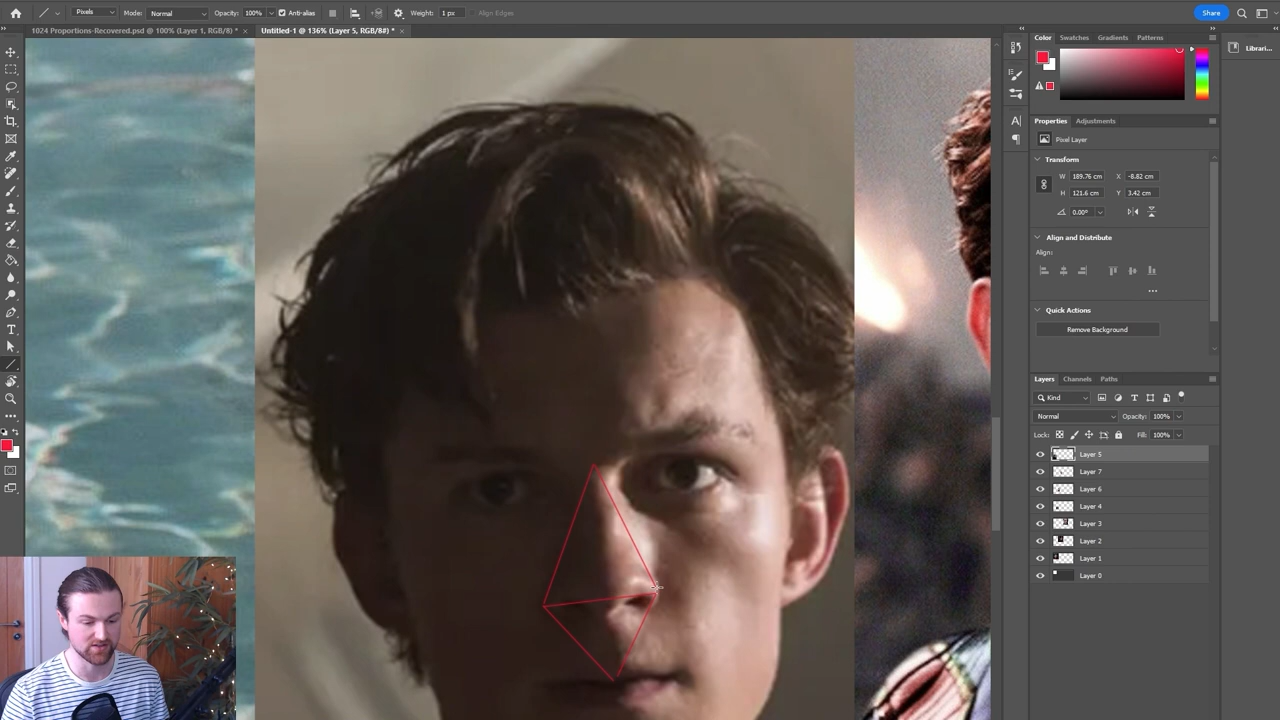 Pixels Mode: Normal Opacity: 100% Anti-alias Weight: 1 px Align Edges Share
1024 Proportions-Recovered.psd @ 100% (Layer 1, RGB/8) * × Untitled-1 @ 136% (Layer 5, RGB/8#) * ×
Color Swatches Gradients Patterns
Librari...
Properties Adjustments
Pixel Layer
Transform
W 189.76 cm X -8.82 cm
H 121.6 cm Y 3.42 cm
0.00°
Align and Distribute
Align:
Quick Actions
Remove Background
Layers Channels Paths
Kind
Normal Opacity: 100%
Lock: Fill: 100%
Layer 5
Layer 7
Layer 6
Layer 4
Layer 3
Layer 2
Layer 1
Layer 0